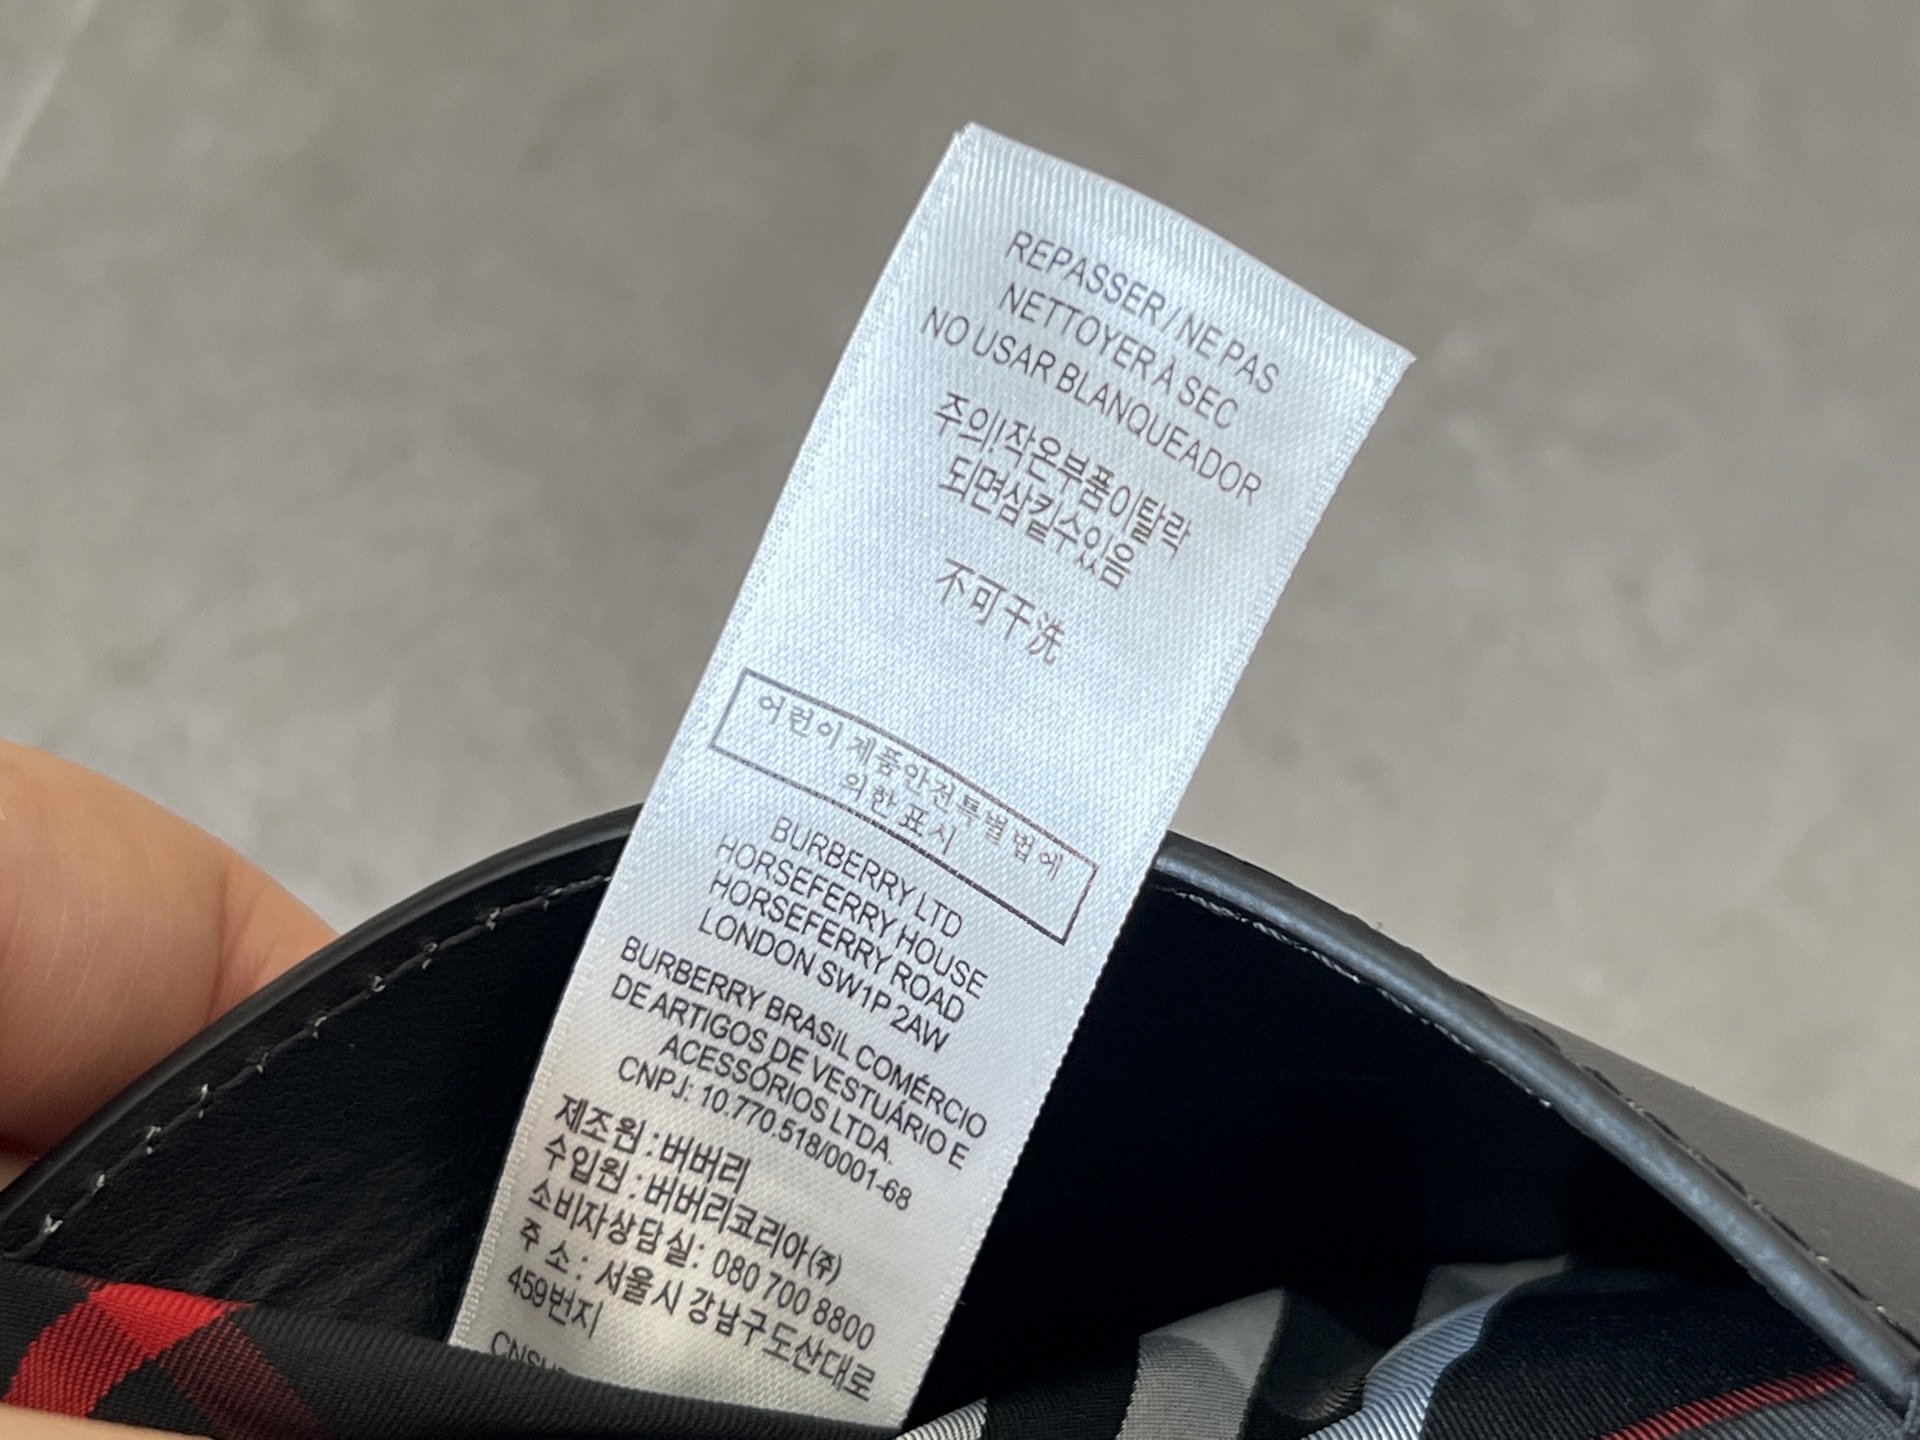 REPASSER / NE PAS
NETTOYER À SEC
NO USAR BLANQUEADOR
주의!작은부품이탈락
되면삼킬수있음
不可干洗
어린이제품안전특별법에
의한표시
BURBERRY LTD
HORSEFERRY HOUSE
HORSEFERRY ROAD
LONDON SW1P 2AW
BURBERRY BRASIL COMÉRCIO
DE ARTIGOS DE VESTUÁRIO E
ACESSÓRIOS LTDA.
CNPJ: 10.770.518/0001-68
제조원 : 버버리
수입원 : 버버리코리아(주)
소비자상담실: 080 700 8800
주 소 : 서울시 강남구도산대로
459번지